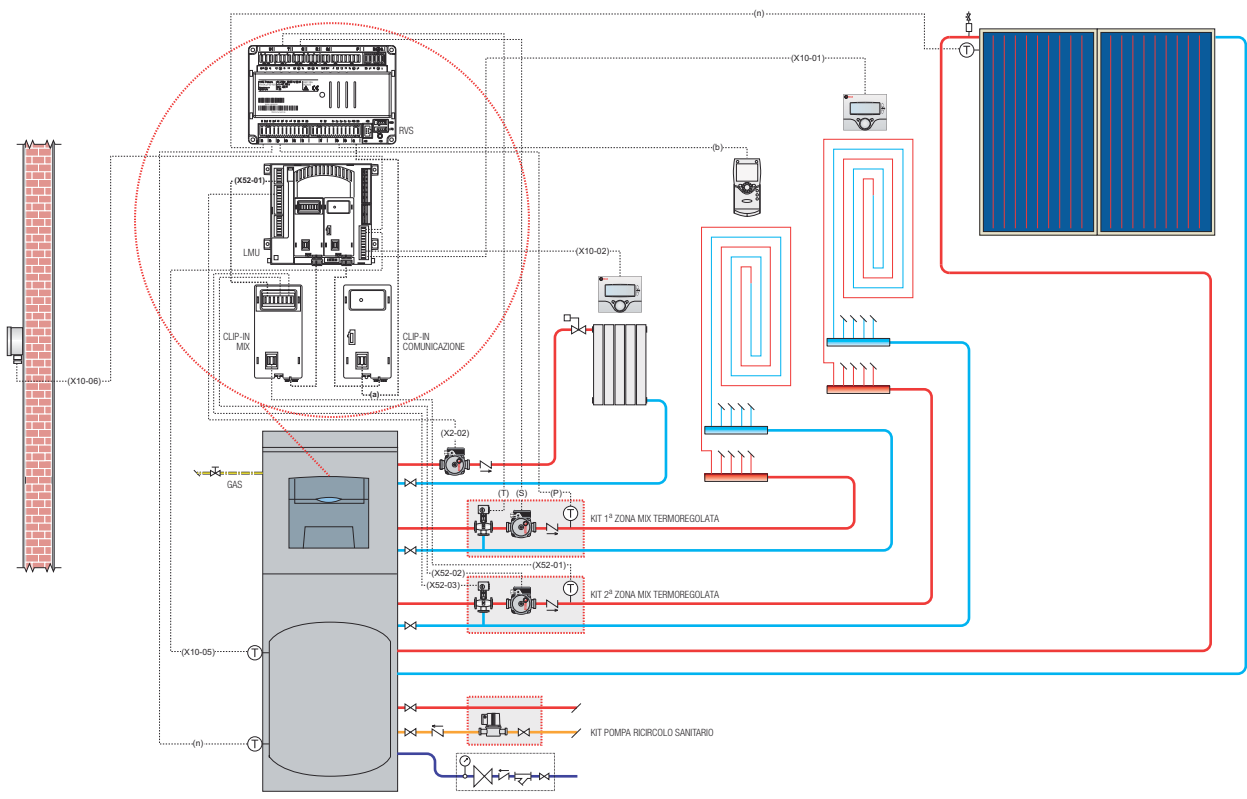 (n)
(X10-01)
RVS
(b)
(X52-01)
LMU
(X10-02)
CLIP-IN
MIX
CLIP-IN
COMUNICAZIONE
(X10-06)
(a)
(X2-02)
GAS
(T)
(S)
(P)
T
KIT 1ª ZONA MIX TERMOREGOLATA
(X52-01)
(X52-02)
(X52-03)
T
KIT 2ª ZONA MIX TERMOREGOLATA
(X10-05)
T
KIT POMPA RICIRCOLO SANITARIO
(n)
T
T